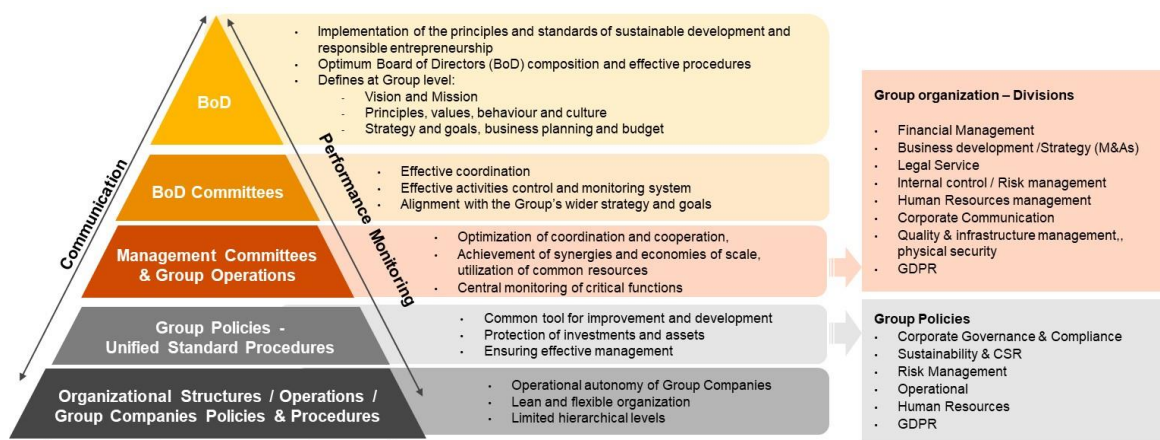 BoD
Communication
Performance Monitoring
• Implementation of the principles and standards of sustainable development and
responsible entrepreneurship
• Optimum Board of Directors (BoD) composition and effective procedures
• Defines at Group level:
- Vision and Mission
- Principles, values, behaviour and culture
- Strategy and goals, business planning and budget
BoD Committees
• Effective coordination
• Effective activities control and monitoring system
• Alignment with the Group's wider strategy and goals
Management Committees
& Group Operations
• Optimization of coordination and cooperation,
• Achievement of synergies and economies of scale,
utilization of common resources
• Central monitoring of critical functions
Group Policies -
Unified Standard Procedures
• Common tool for improvement and development
• Protection of investments and assets
• Ensuring effective management
Organizational Structures / Operations /
Group Companies Policies & Procedures
• Operational autonomy of Group Companies
• Lean and flexible organization
• Limited hierarchical levels
Group organization – Divisions
• Financial Management
• Business development /Strategy (M&As)
• Legal Service
• Internal control / Risk management
• Human Resources management
• Corporate Communication
• Quality & infrastructure management,,
physical security
• GDPR
Group Policies
• Corporate Governance & Compliance
• Sustainability & CSR
• Risk Management
• Operational
• Human Resources
• GDPR